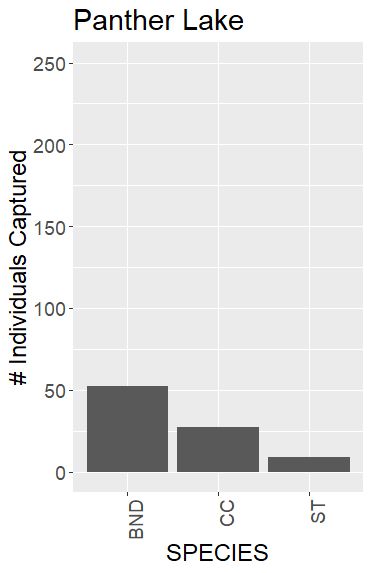 Panther Lake
# Individuals Captured
250
200
150
100
50
0
BND
CC
ST
SPECIES